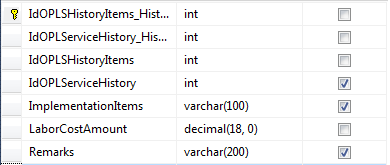 IdOPLSHistoryItems_Hist... int
IdOPLServiceHistory_His... int
IdOPLSHistoryItems int
IdOPLServiceHistory int
ImplementationItems varchar(100)
LaborCostAmount decimal(18, 0)
Remarks varchar(200)